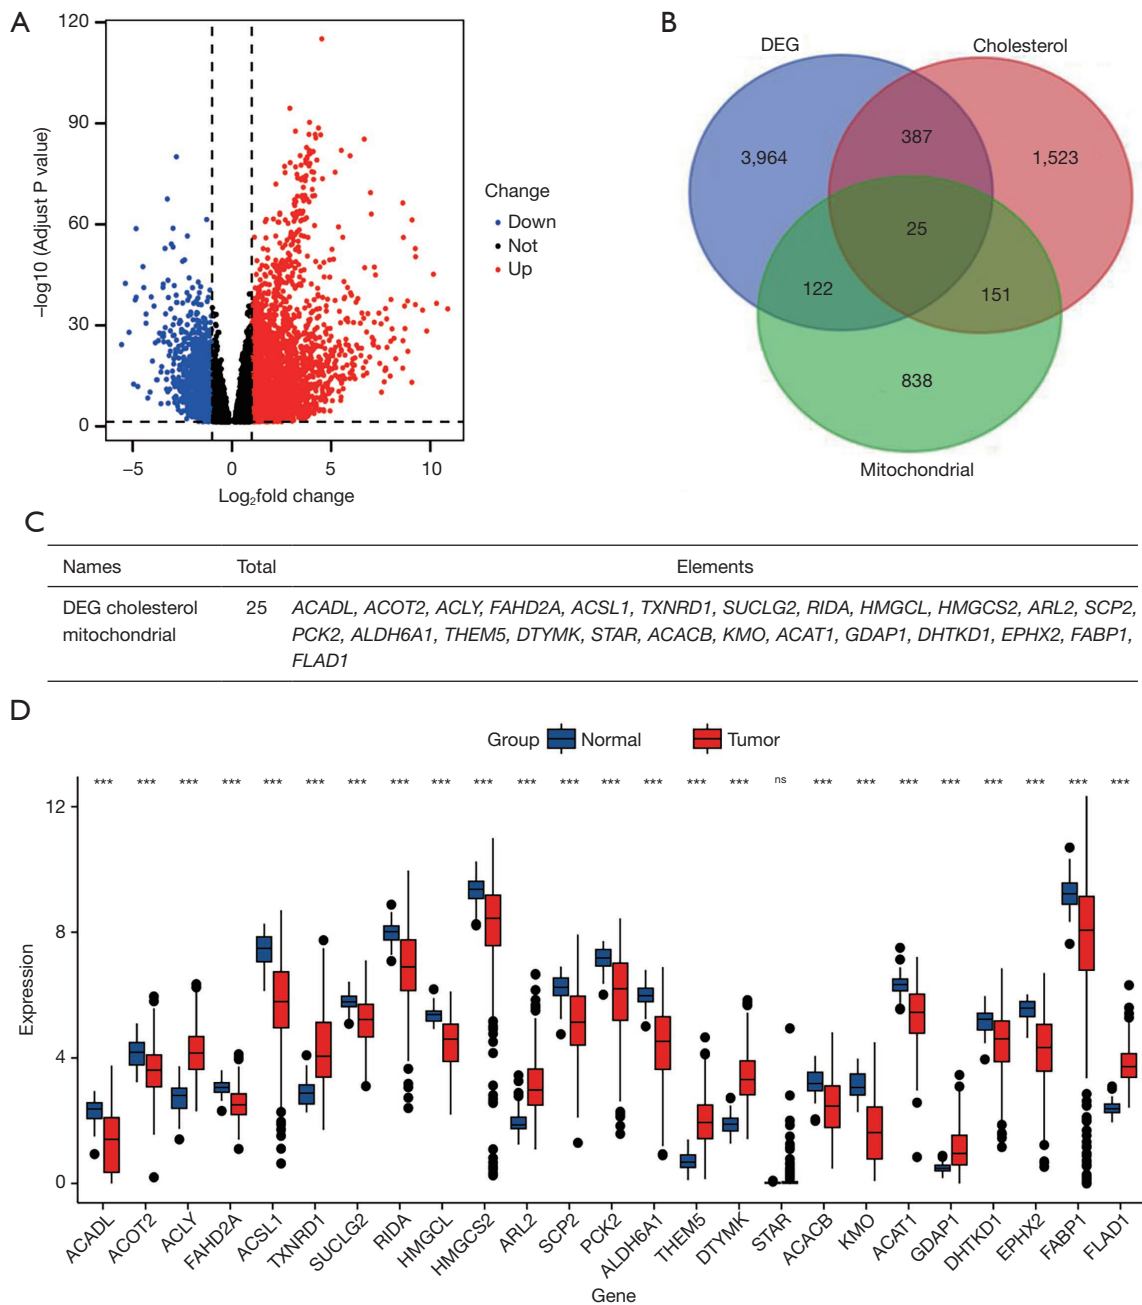 A
120
90
60
30
0
–log10 (Adjust P value)
–5
0
5
10
Log2fold change
Change
Down
Not
Up
B
DEG
Cholesterol
3,964
387
1,523
25
122
151
838
Mitochondrial
C
Names Total Elements
DEG cholesterol 25 ACADL, ACOT2, ACLY, FAHD2A, ACSL1, TXNRD1, SUCLG2, RIDA, HMGCL, HMGCS2, ARL2, SCP2,
mitochondrial PCK2, ALDH6A1, THEM5, DTYMK, STAR, ACACB, KMO, ACAT1, GDAP1, DHTKD1, EPHX2, FABP1,
FLAD1
D
Group Normal Tumor
*** *** *** *** *** *** *** *** *** *** *** *** *** *** *** *** ns *** *** *** *** *** *** *** ***
12
8
4
0
Expression
ACADL
ACOT2
ACLY
FAHD2A
ACSL1
TXNRD1
SUCLG2
RIDA
HMGCL
HMGCS2
ARL2
SCP2
PCK2
ALDH6A1
THEM5
DTYMK
STAR
ACACB
KMO
ACAT1
GDAP1
DHTKD1
EPHX2
FABP1
FLAD1
Gene